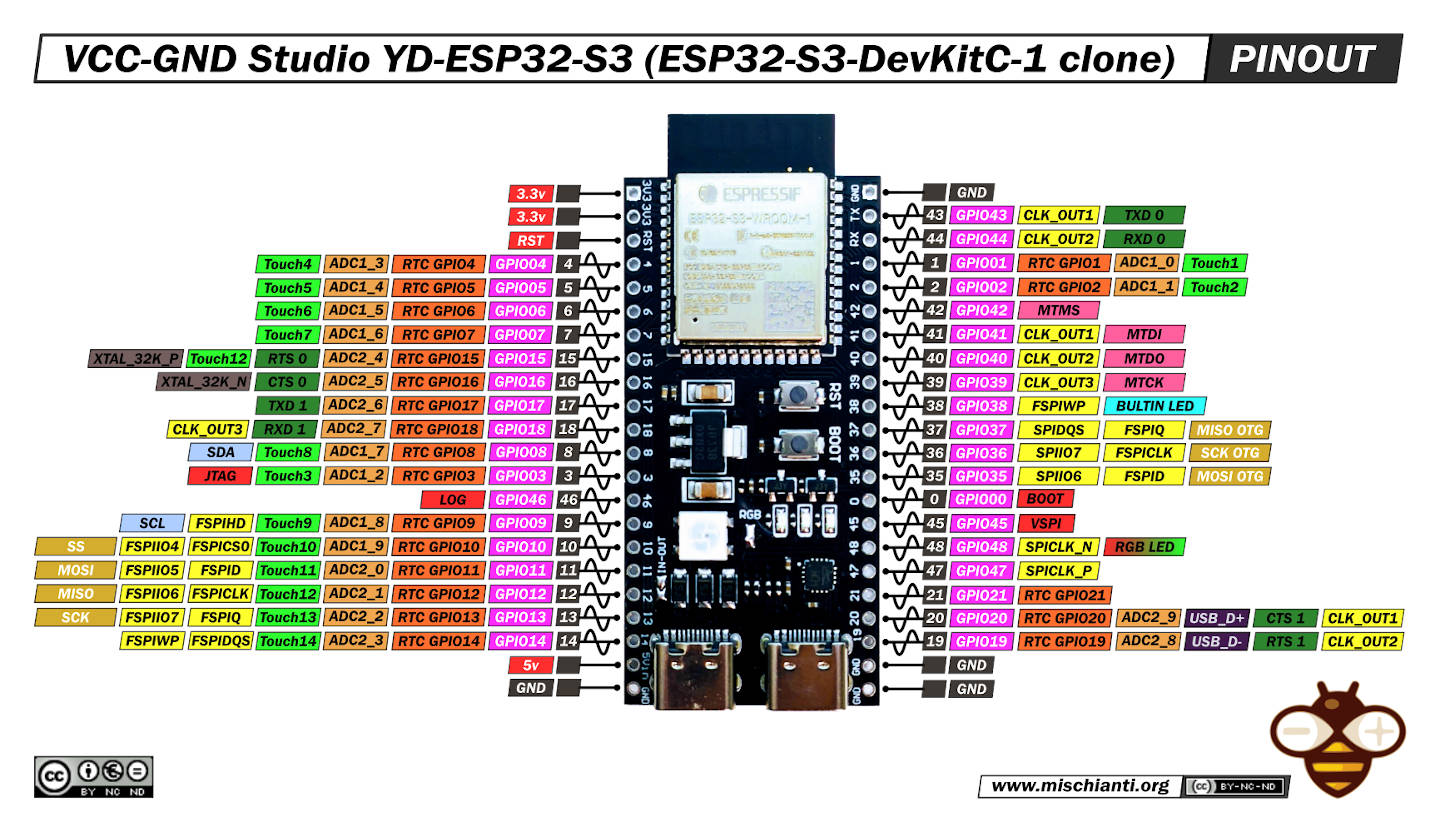 VCC-GND Studio YD-ESP32-S3 (ESP32-S3-DevKitC-1 clone) PINOUT
3.3v 3V3 GND GND
3.3v 3V3 TX 43 GPIO43 CLK_OUT1 TXD 0
RST RST RX 44 GPIO44 CLK_OUT2 RXD 0
Touch4 ADC1_3 RTC GPIO4 GPIO04 4 4 1 1 GPIO01 RTC GPIO1 ADC1_0 Touch1
Touch5 ADC1_4 RTC GPIO5 GPIO05 5 5 2 2 GPIO02 RTC GPIO2 ADC1_1 Touch2
Touch6 ADC1_5 RTC GPIO6 GPIO06 6 6 42 42 GPIO42 MTMS
Touch7 ADC1_6 RTC GPIO7 GPIO07 7 7 41 41 GPIO41 CLK_OUT1 MTDI
XTAL_32K_P Touch12 RTS 0 ADC2_4 RTC GPIO15 GPIO15 15 15 40 40 GPIO40 CLK_OUT2 MTDO
XTAL_32K_N CTS 0 ADC2_5 RTC GPIO16 GPIO16 16 16 39 39 GPIO39 CLK_OUT3 MTCK
TXD 1 ADC2_6 RTC GPIO17 GPIO17 17 17 38 38 GPIO38 FSPIWP BULTIN LED
CLK_OUT3 RXD 1 ADC2_7 RTC GPIO18 GPIO18 18 18 37 37 GPIO37 SPIDQS FSPIQ MISO OTG
SDA Touch8 ADC1_7 RTC GPIO8 GPIO08 8 8 36 36 GPIO36 SPIIO7 FSPICLK SCK OTG
JTAG Touch3 ADC1_2 RTC GPIO3 GPIO03 3 3 35 35 GPIO35 SPIIO6 FSPID MOSI OTG
LOG GPIO46 46 46 0 0 GPIO00 BOOT
SCL FSPIHD Touch9 ADC1_8 RTC GPIO9 GPIO09 9 9 45 45 GPIO45 VSPI
SS FSPIIO4 FSPICS0 Touch10 ADC1_9 RTC GPIO10 GPIO10 10 10 48 48 GPIO48 SPICLK_N RGB LED
MOSI FSPIIO5 FSPID Touch11 ADC2_0 RTC GPIO11 GPIO11 11 11 47 47 GPIO47 SPICLK_P
MISO FSPIIO6 FSPICLK Touch12 ADC2_1 RTC GPIO12 GPIO12 12 12 21 21 GPIO21 RTC GPIO21
SCK FSPIIO7 FSPIQ Touch13 ADC2_2 RTC GPIO13 GPIO13 13 13 20 20 GPIO20 RTC GPIO20 ADC2_9 USB_D+ CTS 1 CLK_OUT1
FSPIWP FSPIDQS Touch14 ADC2_3 RTC GPIO14 GPIO14 14 14 19 19 GPIO19 RTC GPIO19 ADC2_8 USB_D- RTS 1 CLK_OUT2
5v 5Vin GND GND
GND GND GND GND
ESPRESSIF
ESP32-S3-WROOM-1
RST
BOOT
RGB
IN-OUT
cc
BY NC ND
www.mischianti.org
cc BY-NC-ND